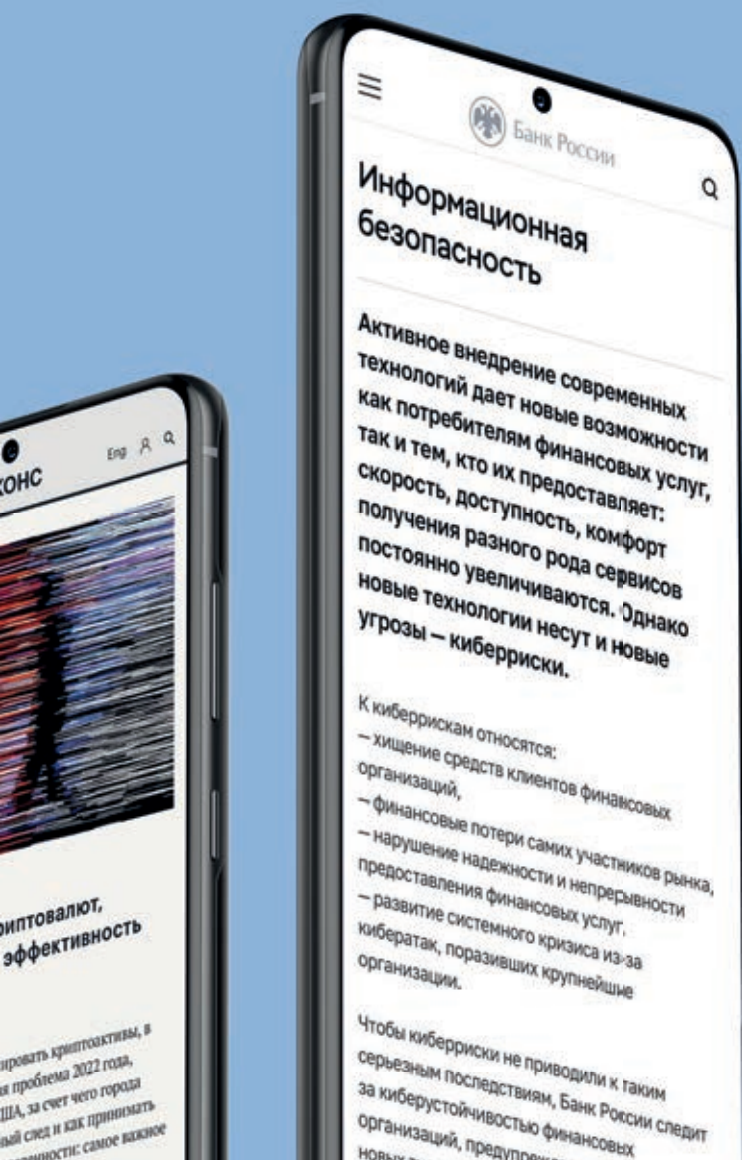 Банк России
Информационная
безопасность
Активное внедрение современных
технологий дает новые возможности
как потребителям финансовых услуг,
так и тем, кто их предоставляет:
скорость, доступность, комфорт
получения разного рода сервисов
постоянно увеличиваются. Однако
новые технологии несут и новые
угрозы — киберриски.
К киберрискам относятся:
— хищение средств клиентов финансовых
организаций,
— финансовые потери самих участников рынка,
— нарушение надежности и непрерывности
предоставления финансовых услуг,
— развитие системного кризиса из-за
кибератак, поразивших крупнейшие
организации.
Чтобы киберриски не приводили к таким
серьезным последствиям, Банк России следит
за киберустойчивостью финансовых
организаций,
новых
Eng
КОНС
эффективность
криптоактивы, в
проблема 2022 года,
США, за счет чего города
след и как принимать
самое важное